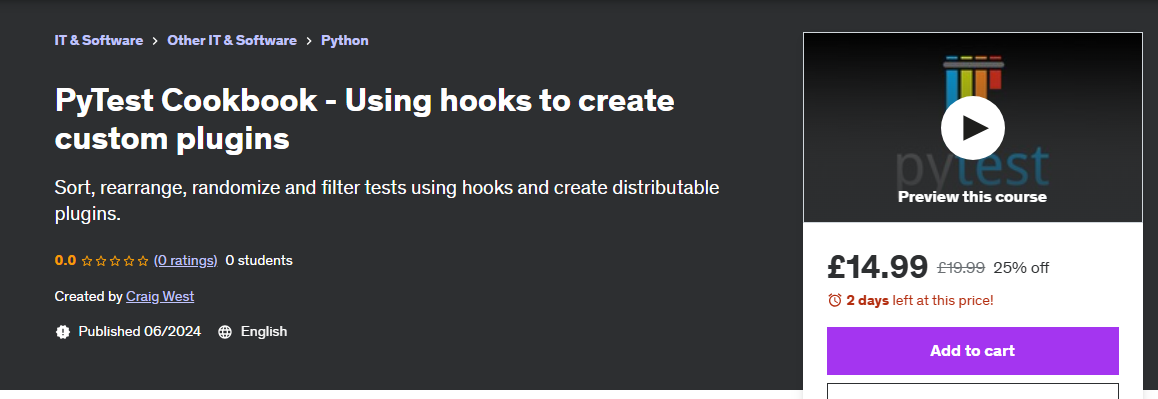 IT & Software > Other IT & Software > Python
PyTest Cookbook - Using hooks to create
custom plugins
Sort, rearrange, randomize and filter tests using hooks and create distributable
plugins.
0.0 (0 ratings) 0 students
Created by Craig West
Published 06/2024 English
pytest
Preview this course
£14.99 £19.99 25% off
2 days left at this price!
Add to cart